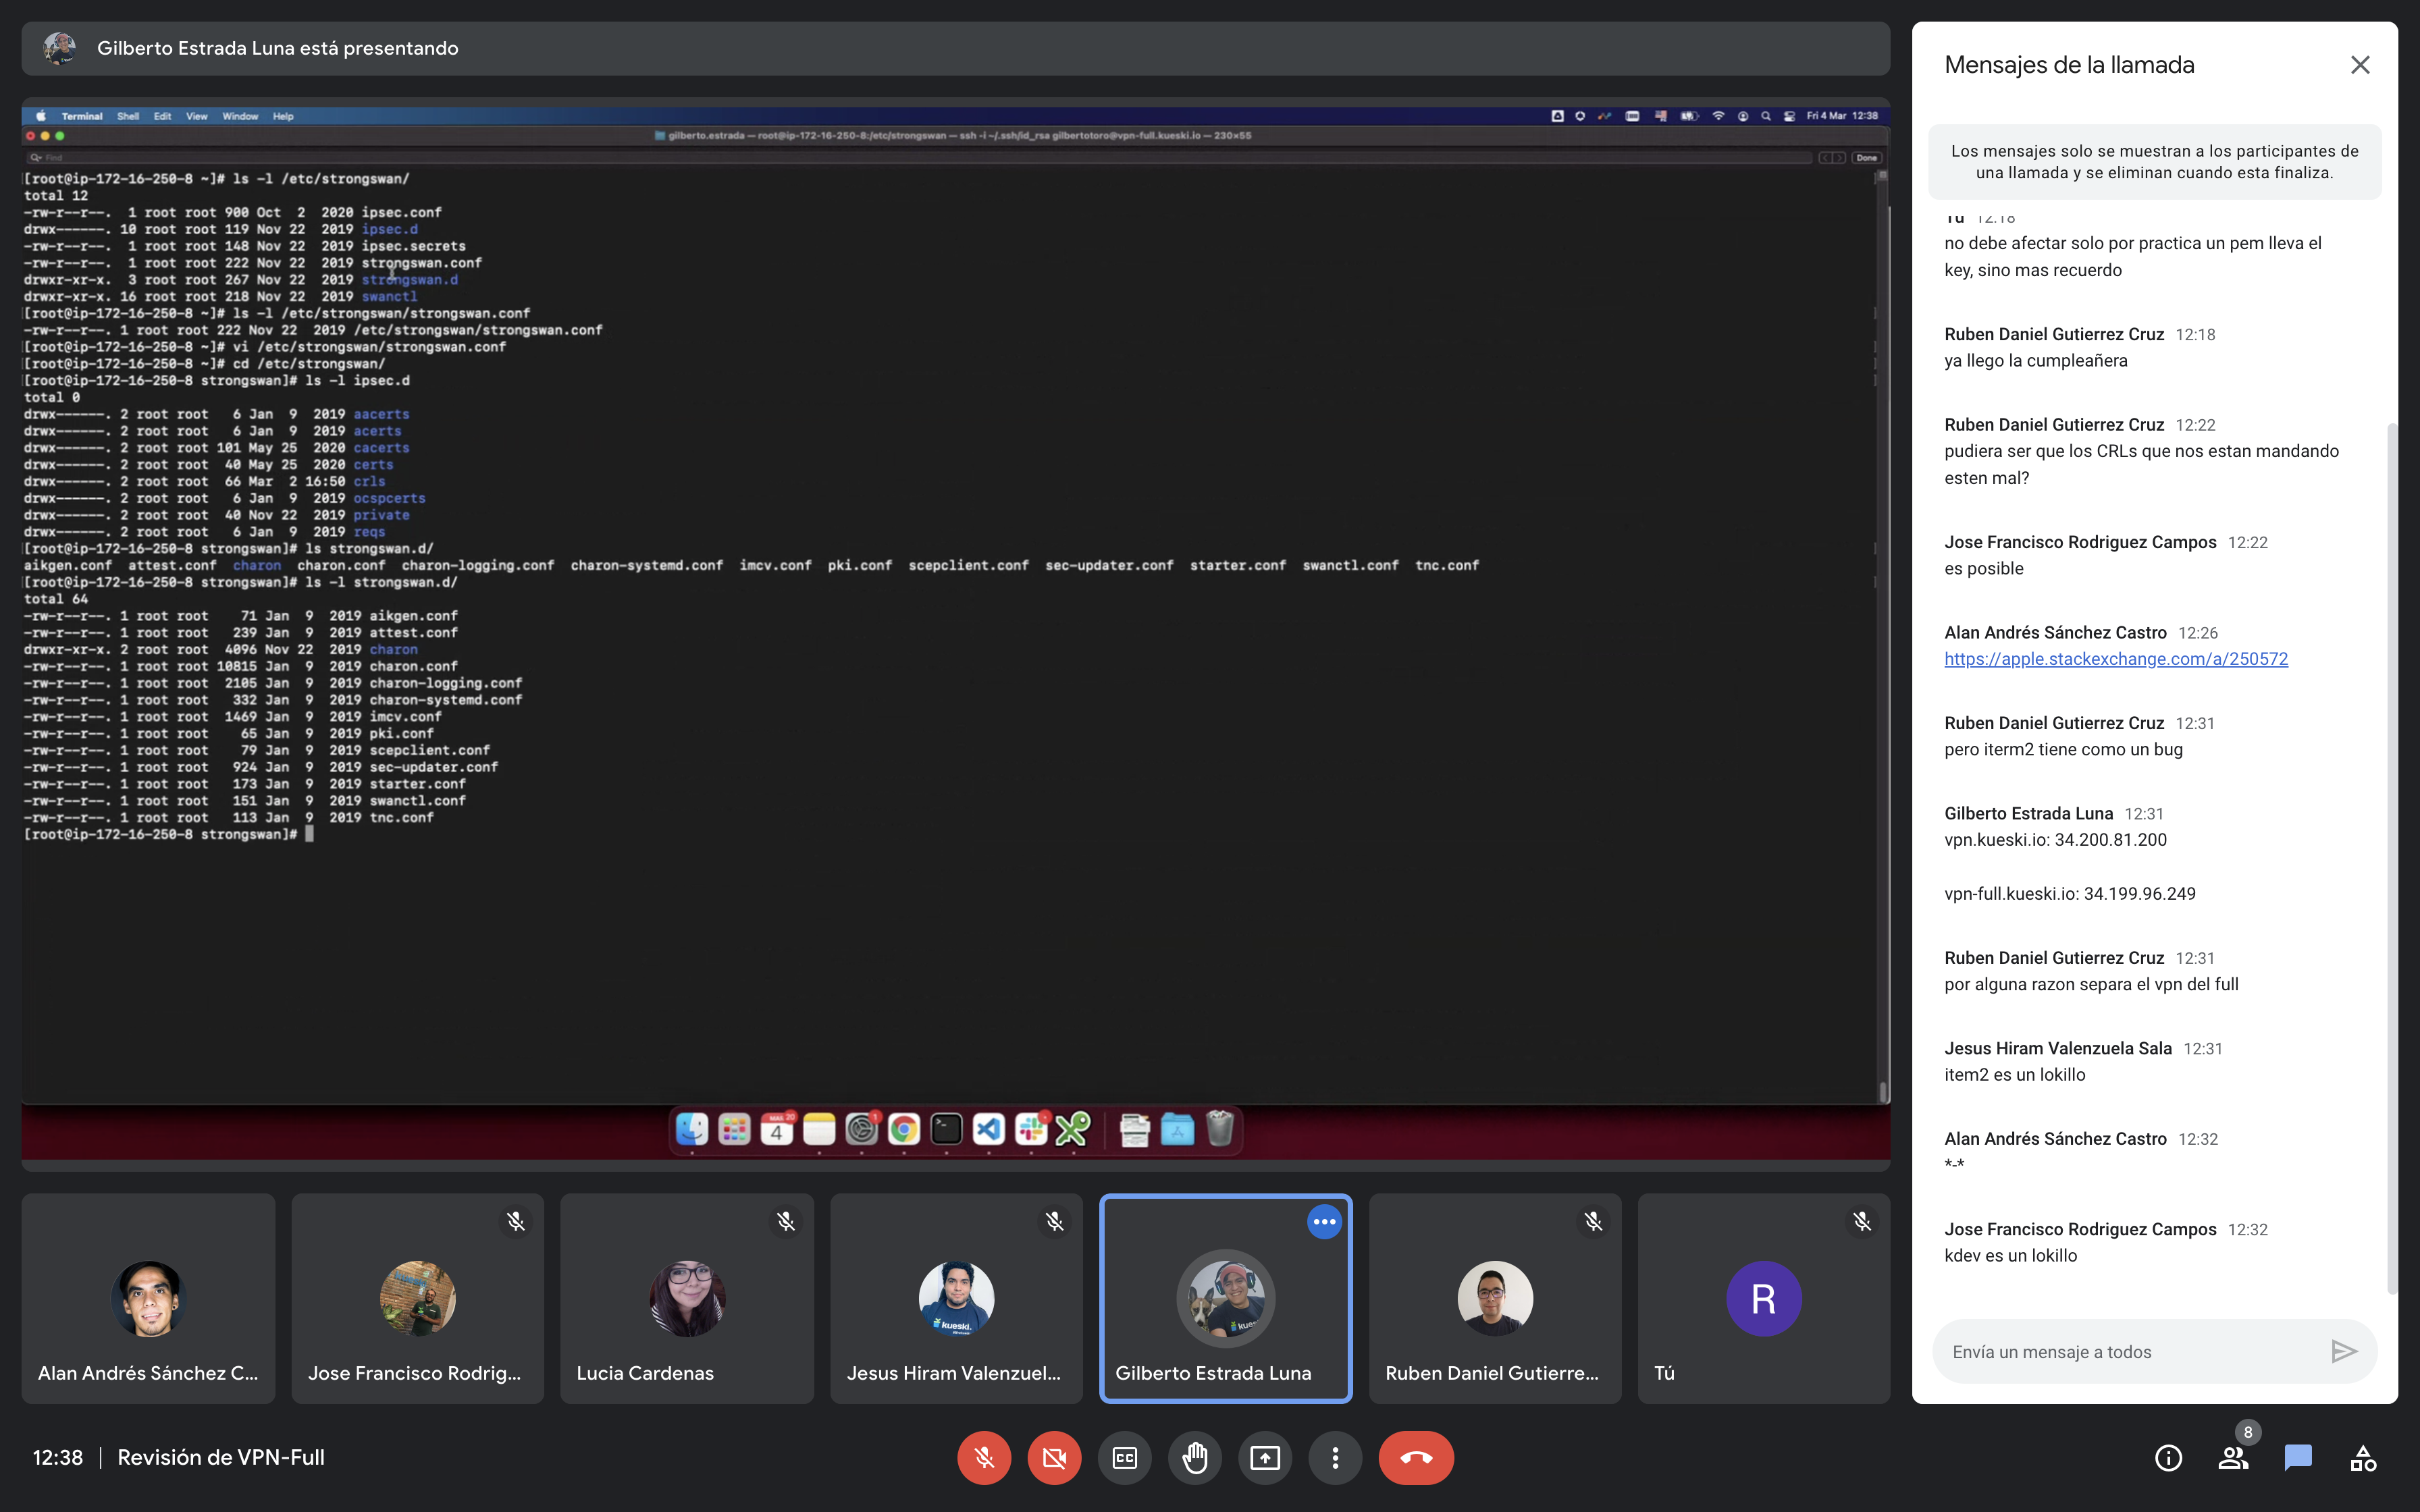 Gilberto Estrada Luna está presentando
Terminal Shell Edit View Window Help
Fri 4 Mar 12:38
gilberto.estrada — root@ip-172-16-250-8:/etc/strongswan — ssh -i ~/.ssh/id_rsa gilbertotoro@vpn-full.kueski.io — 230×55
Find
Done
[root@ip-172-16-250-8 ~]# ls -l /etc/strongswan/
total 12
-rw-r--r--. 1 root root 900 Oct 2 2020 ipsec.conf
drwx------. 10 root root 119 Nov 22 2019 ipsec.d
-rw-r--r--. 1 root root 148 Nov 22 2019 ipsec.secrets
-rw-r--r--. 1 root root 222 Nov 22 2019 strongswan.conf
drwxr-xr-x. 3 root root 267 Nov 22 2019 strongswan.d
drwxr-xr-x. 16 root root 218 Nov 22 2019 swanctl
[root@ip-172-16-250-8 ~]# ls -l /etc/strongswan/strongswan.conf
-rw-r--r--. 1 root root 222 Nov 22 2019 /etc/strongswan/strongswan.conf
[root@ip-172-16-250-8 ~]# vi /etc/strongswan/strongswan.conf
[root@ip-172-16-250-8 ~]# cd /etc/strongswan/
[root@ip-172-16-250-8 strongswan]# ls -l ipsec.d
total 0
drwx------. 2 root root 6 Jan 9 2019 aacerts
drwx------. 2 root root 6 Jan 9 2019 acerts
drwx------. 2 root root 101 May 25 2020 cacerts
drwx------. 2 root root 40 May 25 2020 certs
drwx------. 2 root root 66 Mar 2 16:50 crls
drwx------. 2 root root 6 Jan 9 2019 ocspcerts
drwx------. 2 root root 40 Nov 22 2019 private
drwx------. 2 root root 6 Jan 9 2019 reqs
[root@ip-172-16-250-8 strongswan]# ls strongswan.d/
aikgen.conf attest.conf charon charon.conf charon-logging.conf charon-systemd.conf imcv.conf pki.conf scepclient.conf sec-updater.conf starter.conf swanctl.conf tnc.conf
[root@ip-172-16-250-8 strongswan]# ls -l strongswan.d/
total 64
-rw-r--r--. 1 root root 71 Jan 9 2019 aikgen.conf
-rw-r--r--. 1 root root 239 Jan 9 2019 attest.conf
drwxr-xr-x. 2 root root 4096 Nov 22 2019 charon
-rw-r--r--. 1 root root 10815 Jan 9 2019 charon.conf
-rw-r--r--. 1 root root 2105 Jan 9 2019 charon-logging.conf
-rw-r--r--. 1 root root 332 Jan 9 2019 charon-systemd.conf
-rw-r--r--. 1 root root 1469 Jan 9 2019 imcv.conf
-rw-r--r--. 1 root root 65 Jan 9 2019 pki.conf
-rw-r--r--. 1 root root 79 Jan 9 2019 scepclient.conf
-rw-r--r--. 1 root root 924 Jan 9 2019 sec-updater.conf
-rw-r--r--. 1 root root 173 Jan 9 2019 starter.conf
-rw-r--r--. 1 root root 151 Jan 9 2019 swanctl.conf
-rw-r--r--. 1 root root 113 Jan 9 2019 tnc.conf
[root@ip-172-16-250-8 strongswan]#
MAR 20
4
1
Alan Andrés Sánchez C...
Jose Francisco Rodrig...
Lucia Cardenas
kueski.
Jesus Hiram Valenzuel...
Gilberto Estrada Luna
Ruben Daniel Gutierre...
R
Tú
12:38 | Revisión de VPN-Full
CC
8
Mensajes de la llamada
Los mensajes solo se muestran a los participantes de
una llamada y se eliminan cuando esta finaliza.
Tú 12:18
no debe afectar solo por practica un pem lleva el
key, sino mas recuerdo
Ruben Daniel Gutierrez Cruz 12:18
ya llego la cumpleañera
Ruben Daniel Gutierrez Cruz 12:22
pudiera ser que los CRLs que nos estan mandando
esten mal?
Jose Francisco Rodriguez Campos 12:22
es posible
Alan Andrés Sánchez Castro 12:26
https://apple.stackexchange.com/a/250572
Ruben Daniel Gutierrez Cruz 12:31
pero iterm2 tiene como un bug
Gilberto Estrada Luna 12:31
vpn.kueski.io: 34.200.81.200
vpn-full.kueski.io: 34.199.96.249
Ruben Daniel Gutierrez Cruz 12:31
por alguna razon separa el vpn del full
Jesus Hiram Valenzuela Sala 12:31
item2 es un lokillo
Alan Andrés Sánchez Castro 12:32
*-*
Jose Francisco Rodriguez Campos 12:32
kdev es un lokillo
Envía un mensaje a todos